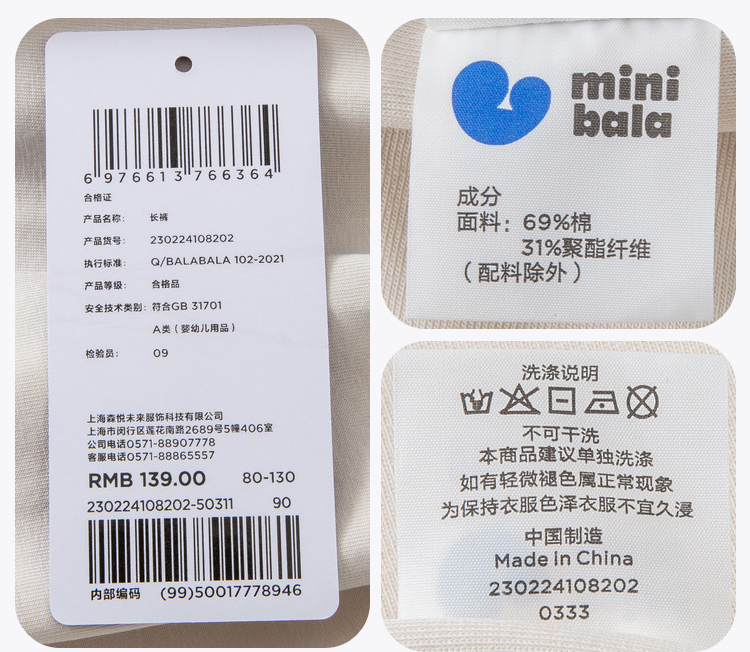 6 976613 766364
合格证
产品名称: 长裤
产品货号: 230224108202
执行标准: Q/BALABALA 102-2021
产品等级: 合格品
安全技术类别: 符合GB 31701
A类（婴幼儿用品）
检验员: 09
上海森悦未来服饰科技有限公司
上海市闵行区莲花南路2689号5幢406室
公司电话0571-88907778
客服电话0571-88865557
RMB 139.00 80-130
230224108202-50311 90
内部编码 (99)50017778946
mini
bala
成分
面料: 69%棉
31%聚酯纤维
（配料除外）
洗涤说明
不可干洗
本商品建议单独洗涤
如有轻微褪色属正常现象
为保持衣服色泽衣服不宜久浸
中国制造
Made in China
230224108202
0333